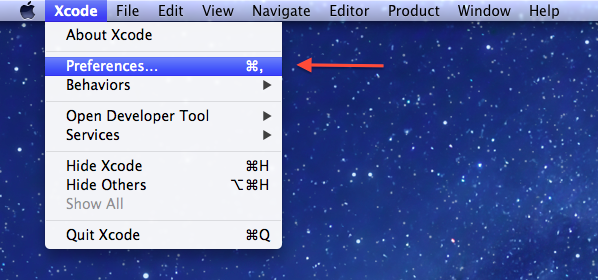 Xcode File Edit View Navigate Editor Product Window Help
About Xcode
Preferences... ⌘,
Behaviors ▶
Open Developer Tool ▶
Services ▶
Hide Xcode ⌘H
Hide Others ⌥⌘H
Show All
Quit Xcode ⌘Q